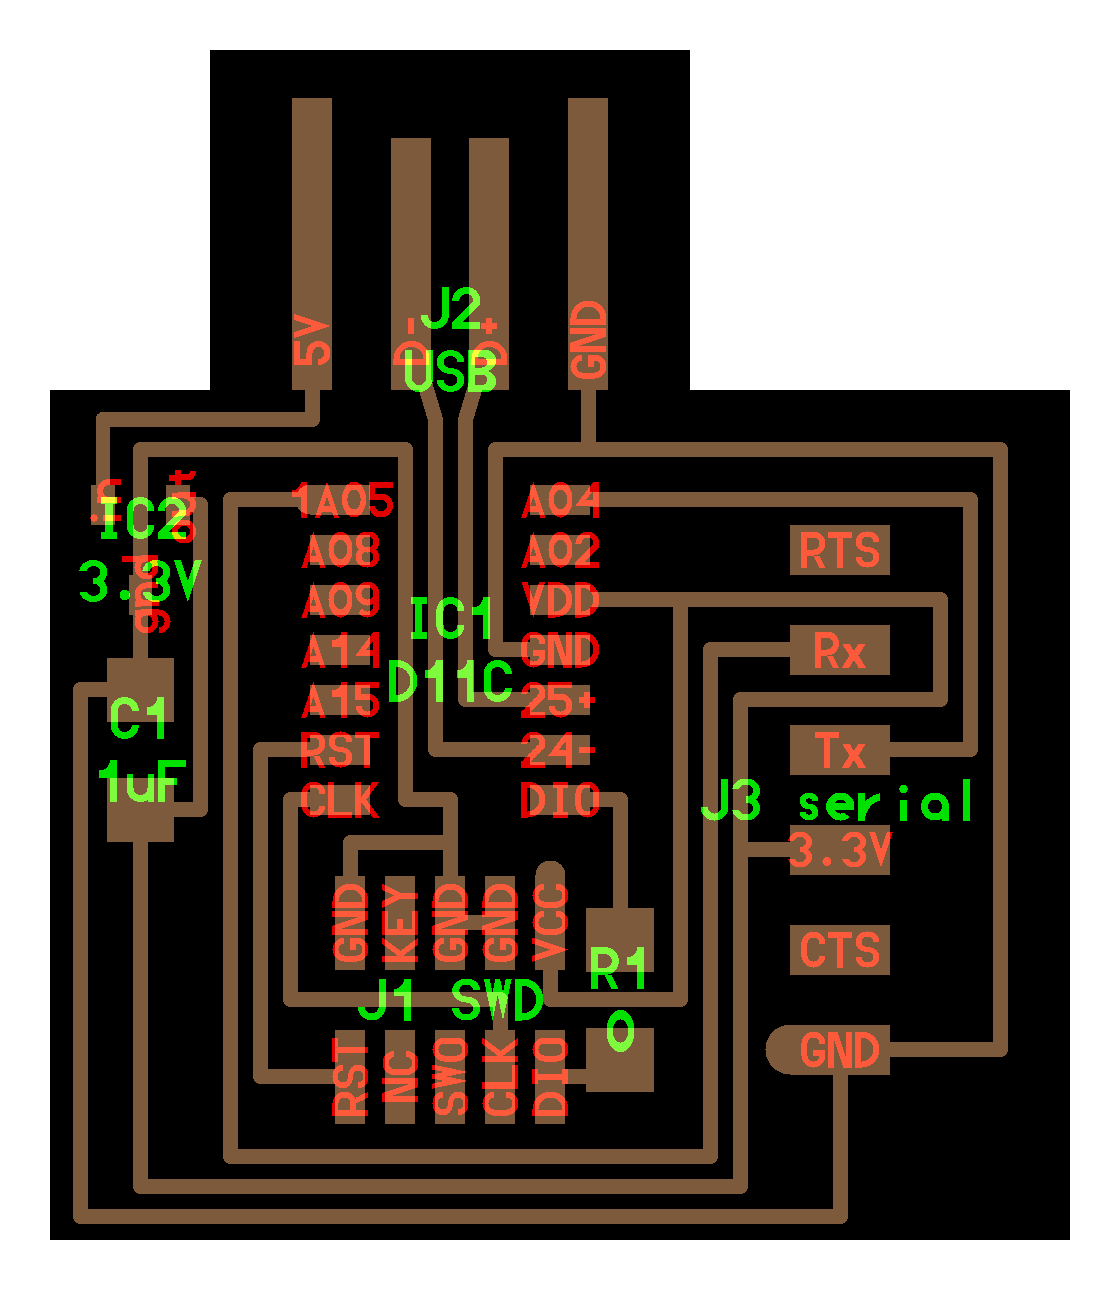 5V
D-
D+
GND
J2
USB
in
out
gnd
IC2
3.3V
1A05
A08
A09
A14
A15
RST
CLK
IC1
D11C
A04
A02
VDD
GND
25+
24-
DIO
C1
1uF
RTS
Rx
Tx
J3 serial
3.3V
CTS
GND
GND
KEY
GND
GND
VCC
J1 SWD
RST
NC
SWO
CLK
DIO
R1
0